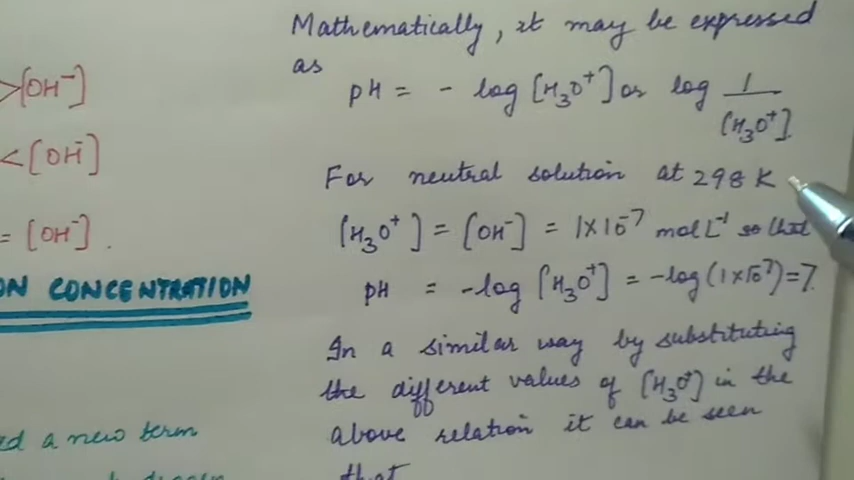 >[OH⁻]
<[OH⁻]
= [OH⁻].
ON CONCENTRATION
a new term
Mathematically, it may be expressed
as
pH = - log [H₃O⁺] or log 1/[H₃O⁺].
For neutral solution at 298 K
[H₃O⁺] = [OH⁻] = 1×10⁻⁷ mol L⁻¹ so that
pH = -log [H₃O⁺] = -log(1×10⁻⁷)=7.
In a similar way by substituting
the different values of [H₃O⁺] in the
above relation it can be seen
that